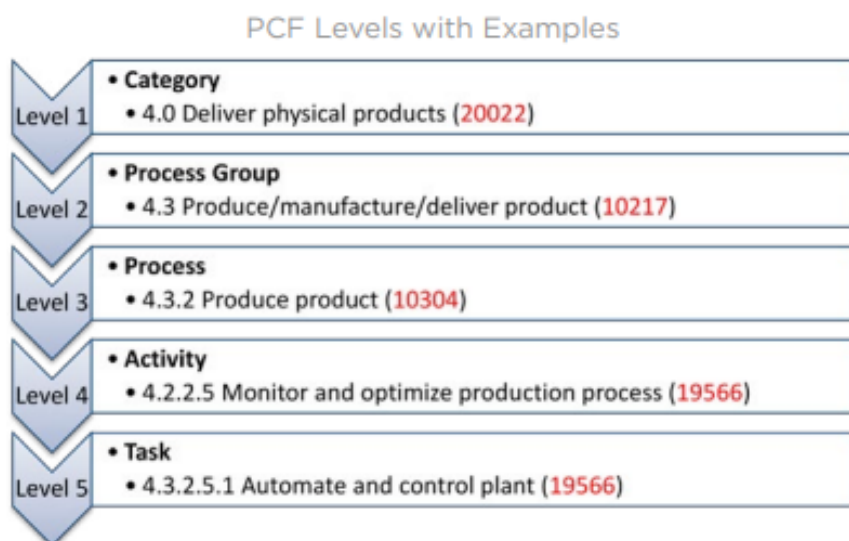 PCF Levels with Examples
Level 1
• Category
• 4.0 Deliver physical products (20022)
Level 2
• Process Group
• 4.3 Produce/manufacture/deliver product (10217)
Level 3
• Process
• 4.3.2 Produce product (10304)
Level 4
• Activity
• 4.2.2.5 Monitor and optimize production process (19566)
Level 5
• Task
• 4.3.2.5.1 Automate and control plant (19566)